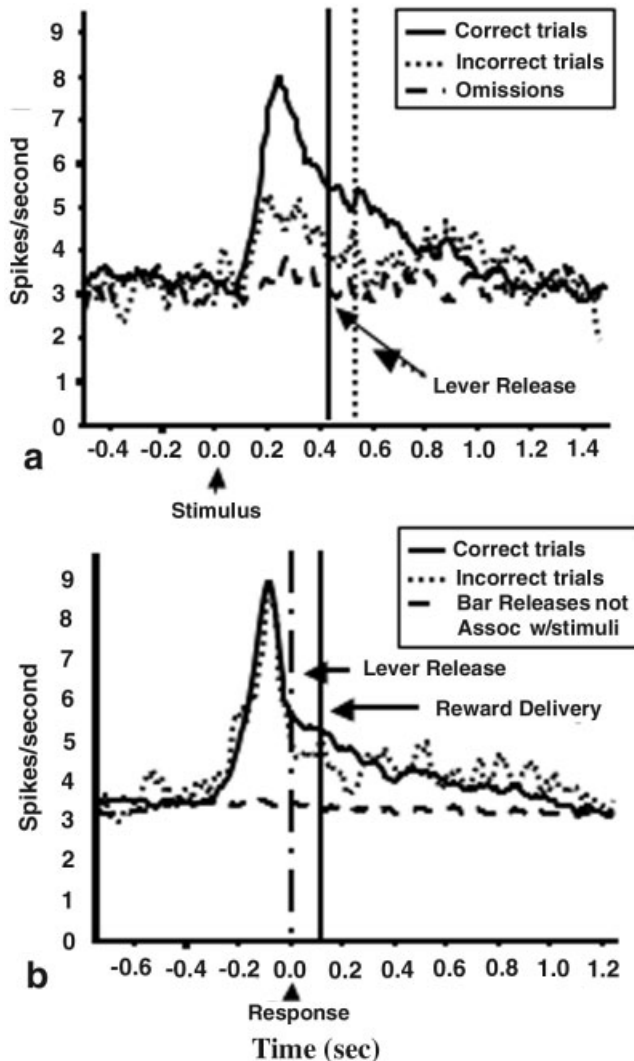 Correct trials
Incorrect trials
Omissions
Spikes/second
9
8
7
6
5
4
3
2
1
0
Lever Release
-0.4 -0.2 0.0 0.2 0.4 0.6 0.8 1.0 1.2 1.4
a
Stimulus
Correct trials
Incorrect trials
Bar Releases not
Assoc w/stimuli
Lever Release
Reward Delivery
Spikes/second
9
8
7
6
5
4
3
2
1
0
-0.6 -0.4 -0.2 0.0 0.2 0.4 0.6 0.8 1.0 1.2
b
Response
Time (sec)